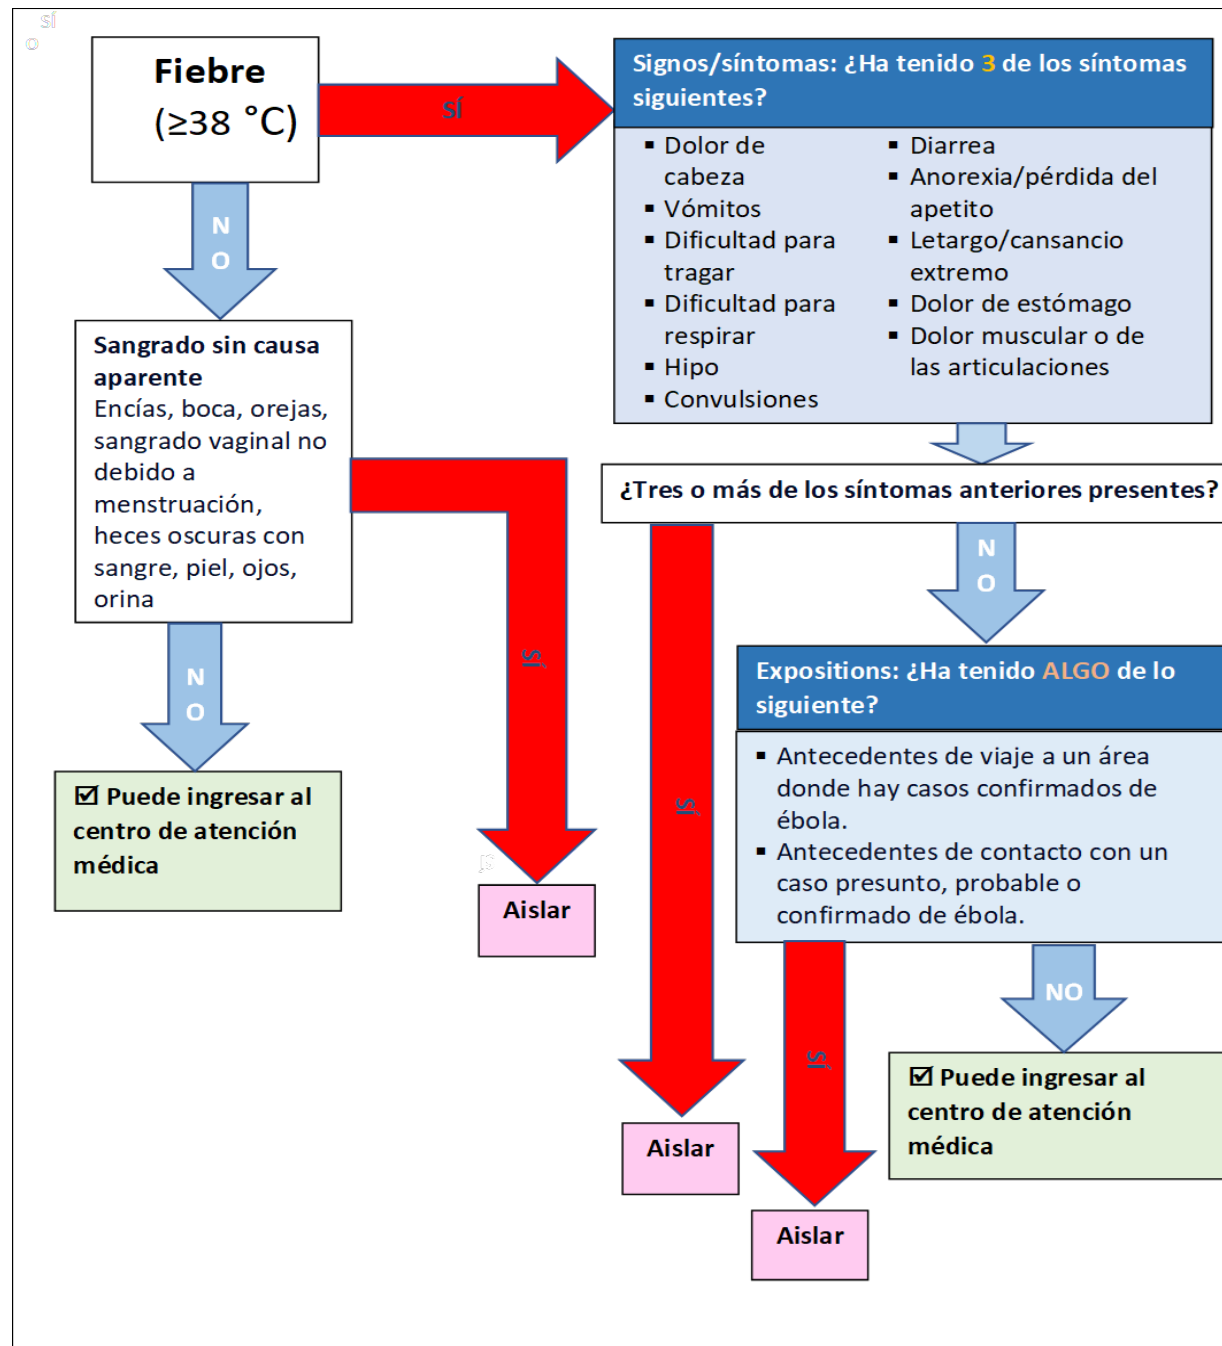 SÍ
O
Fiebre
(≥38 °C)
SÍ
Signos/síntomas: ¿Ha tenido 3 de los síntomas
siguientes?
▪ Dolor de
cabeza
▪ Vómitos
▪ Dificultad para
tragar
▪ Dificultad para
respirar
▪ Hipo
▪ Convulsiones
▪ Diarrea
▪ Anorexia/pérdida del
apetito
▪ Letargo/cansancio
extremo
▪ Dolor de estómago
▪ Dolor muscular o de
las articulaciones
N
O
Sangrado sin causa
aparente
Encías, boca, orejas,
sangrado vaginal no
debido a
menstruación,
heces oscuras con
sangre, piel, ojos,
orina
SÍ
¿Tres o más de los síntomas anteriores presentes?
N
O
N
O
SÍ
Expositions: ¿Ha tenido ALGO de lo
siguiente?
▪ Antecedentes de viaje a un área
donde hay casos confirmados de
ébola.
▪ Antecedentes de contacto con un
caso presunto, probable o
confirmado de ébola.
☑ Puede ingresar al
centro de atención
médica
SÍ
Aislar
SÍ
NO
Aislar
☑ Puede ingresar al
centro de atención
médica
Aislar